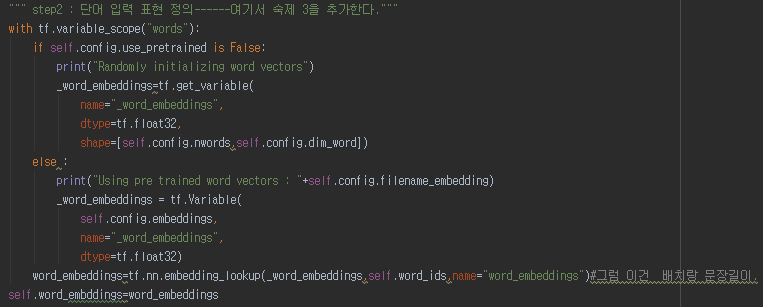 """ step2 : 단어 입력 표현 정의------여기서 숙제 3을 추가한다."""
with tf.variable_scope("words"):
    if self.config.use_pretrained is False:
        print("Randomly initializing word vectors")
        _word_embeddings=tf.get_variable(
            name="_word_embeddings",
            dtype=tf.float32,
            shape=[self.config.nwords,self.config.dim_word])
    else :
        print("Using pre trained word vectors : "+self.config.filename_embedding)
        _word_embeddings = tf.Variable(
            self.config.embeddings,
            name="_word_embeddings",
            dtype=tf.float32)
    word_embeddings=tf.nn.embedding_lookup(_word_embeddings,self.word_ids,name="word_embeddings")#그럼 이건 배치랑 문장길이.
self.word_embddings=word_embeddings